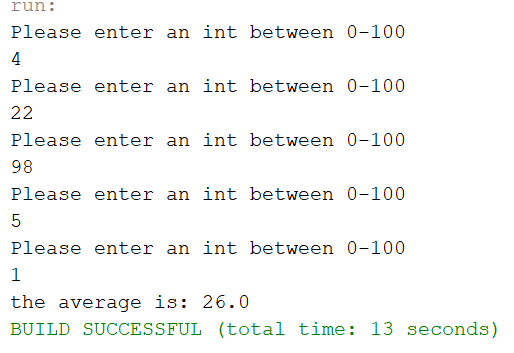 run:
Please enter an int between 0-100
4
Please enter an int between 0-100
22
Please enter an int between 0-100
98
Please enter an int between 0-100
5
Please enter an int between 0-100
1
the average is: 26.0
BUILD SUCCESSFUL (total time: 13 seconds)